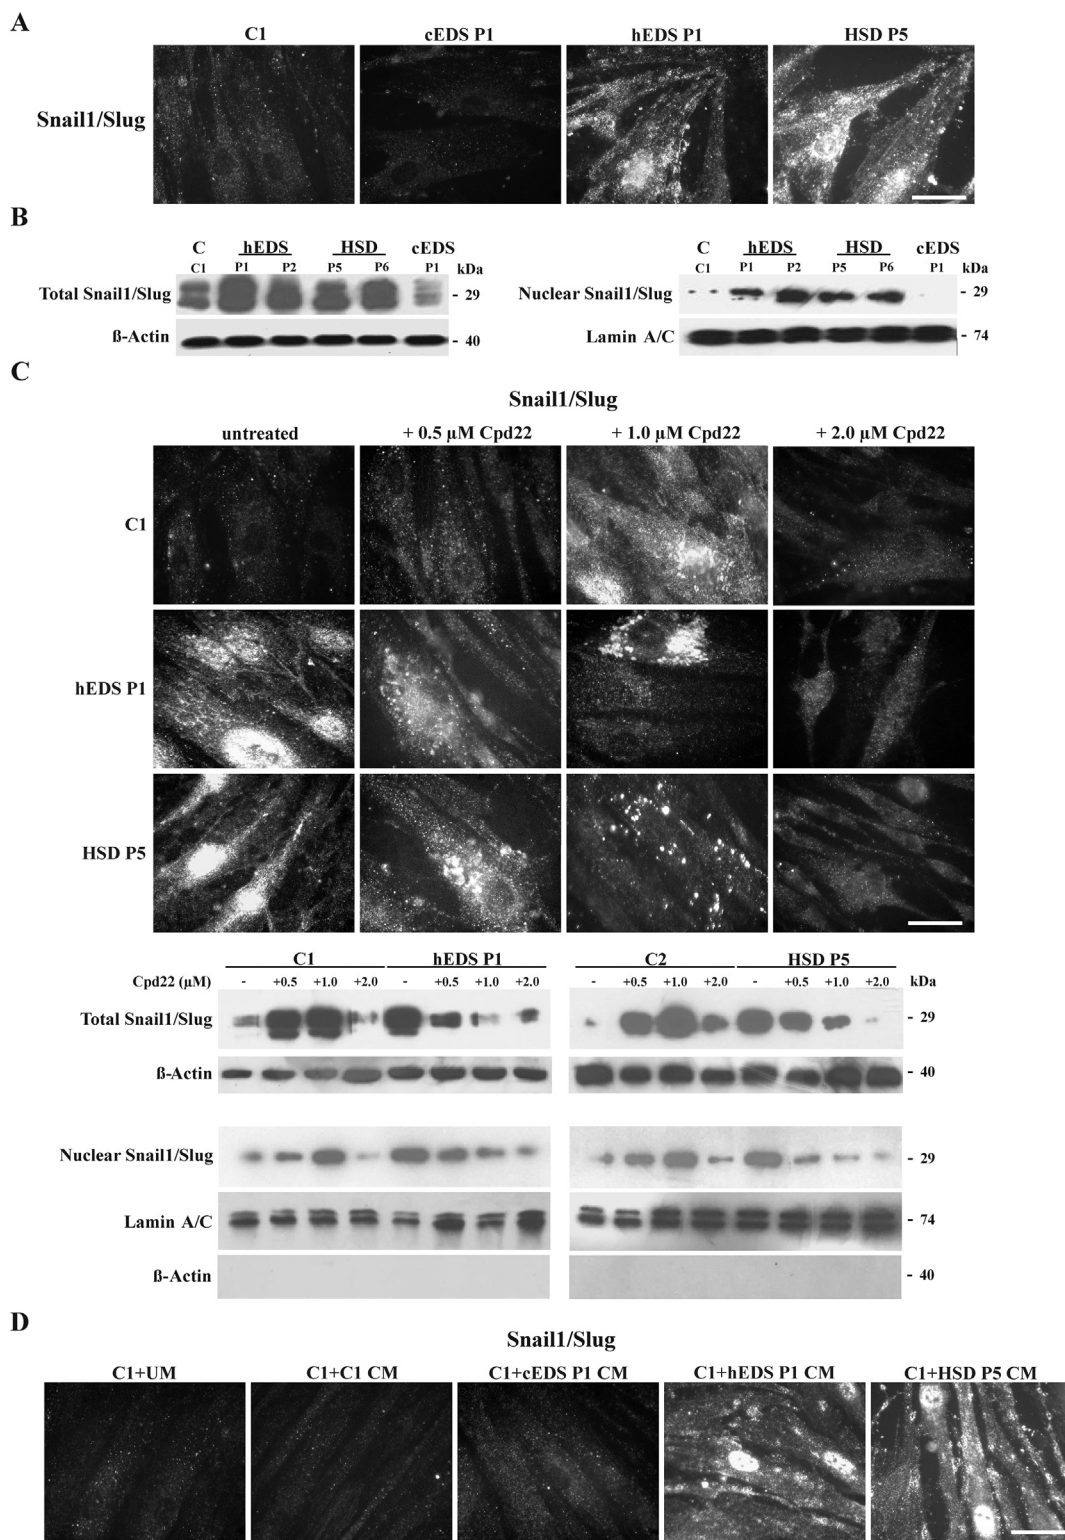 A
C1 cEDS P1 hEDS P1 HSD P5
Snail1/Slug
B
C hEDS HSD cEDS
C1 P1 P2 P5 P6 P1 kDa
Total Snail1/Slug - 29
ß-Actin - 40
C hEDS HSD cEDS
C1 P1 P2 P5 P6 P1 kDa
Nuclear Snail1/Slug - 29
Lamin A/C - 74
C
Snail1/Slug
untreated + 0.5 µM Cpd22 + 1.0 µM Cpd22 + 2.0 µM Cpd22
C1
hEDS P1
HSD P5
C1 hEDS P1 C2 HSD P5
Cpd22 (µM) - +0.5 +1.0 +2.0 - +0.5 +1.0 +2.0 - +0.5 +1.0 +2.0 - +0.5 +1.0 +2.0 kDa
Total Snail1/Slug - 29
ß-Actin - 40
Nuclear Snail1/Slug - 29
Lamin A/C - 74
ß-Actin - 40
D
Snail1/Slug
C1+UM C1+C1 CM C1+cEDS P1 CM C1+hEDS P1 CM C1+HSD P5 CM